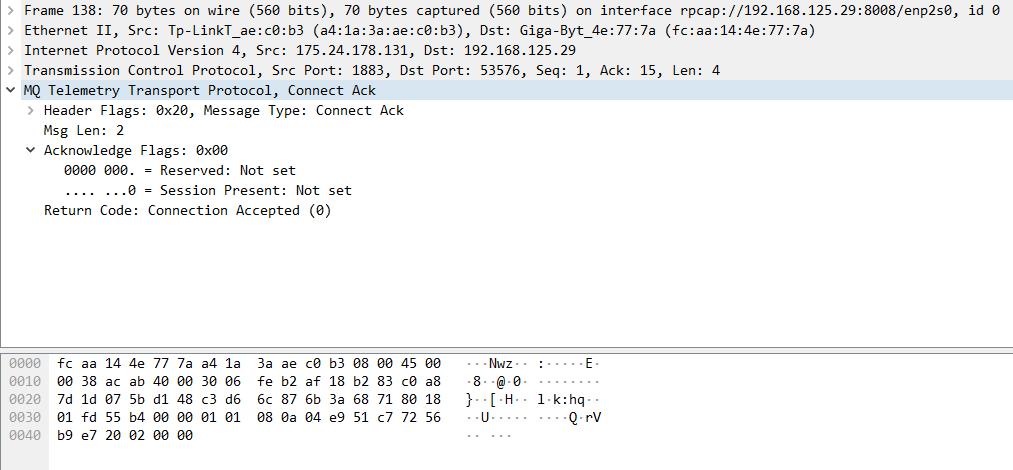 Frame 138: 70 bytes on wire (560 bits), 70 bytes captured (560 bits) on interface rpcap://192.168.125.29:8008/enp2s0, id 0
Ethernet II, Src: Tp-LinkT_ae:c0:b3 (a4:1a:3a:ae:c0:b3), Dst: Giga-Byt_4e:77:7a (fc:aa:14:4e:77:7a)
Internet Protocol Version 4, Src: 175.24.178.131, Dst: 192.168.125.29
Transmission Control Protocol, Src Port: 1883, Dst Port: 53576, Seq: 1, Ack: 15, Len: 4
MQ Telemetry Transport Protocol, Connect Ack
Header Flags: 0x20, Message Type: Connect Ack
Msg Len: 2
Acknowledge Flags: 0x00
0000 000. = Reserved: Not set
.... ...0 = Session Present: Not set
Return Code: Connection Accepted (0)
0000 fc aa 14 4e 77 7a a4 1a 3a ae c0 b3 08 00 45 00 ···Nwz·· :·····E·
0010 00 38 ac ab 40 00 30 06 fe b2 af 18 b2 83 c0 a8 ·8··@·0· ········
0020 7d 1d 07 5b d1 48 c3 d6 6c 87 6b 3a 68 71 80 18 }··[·H·· l·k:hq··
0030 01 fd 55 b4 00 00 01 01 08 0a 04 e9 51 c7 72 56 ··U····· ····Q·rV
0040 b9 e7 20 02 00 00 ·· ···